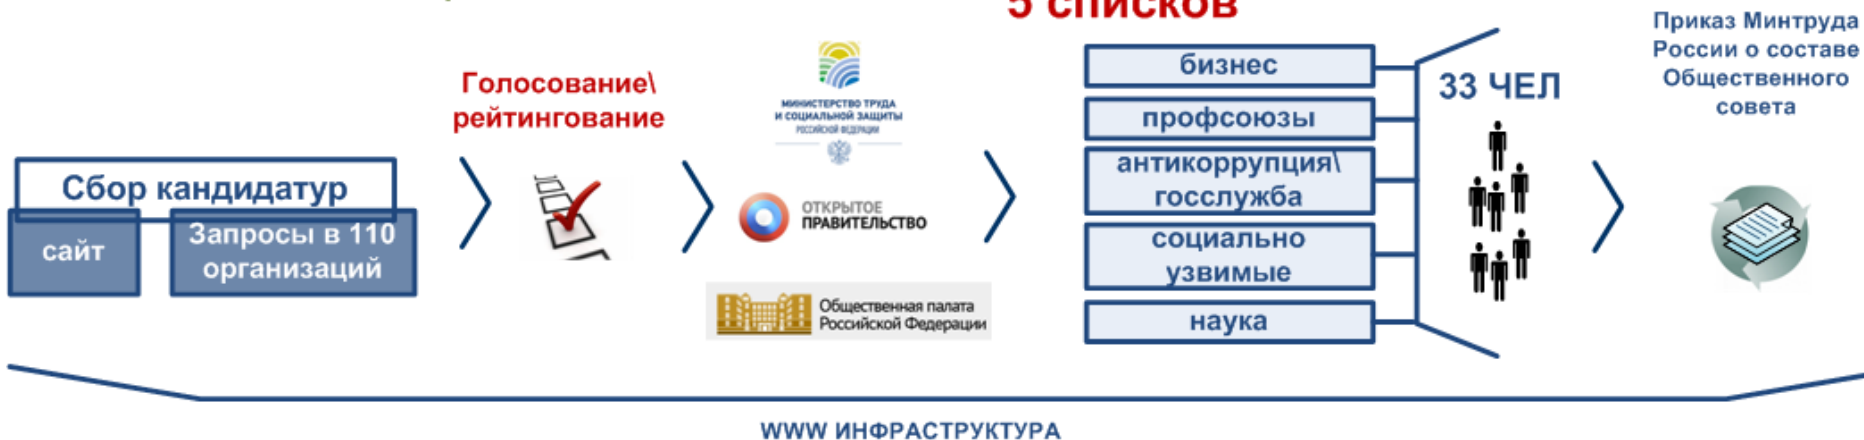 5 списков
Сбор кандидатур
сайт
Запросы в 110
организаций
Голосование\
рейтингование
МИНИСТЕРСТВО ТРУДА
И СОЦИАЛЬНОЙ ЗАЩИТЫ
РОССИЙСКОЙ ФЕДЕРАЦИИ
ОТКРЫТОЕ
ПРАВИТЕЛЬСТВО
Общественная палата
Российской Федерации
бизнес
профсоюзы
антикоррупция\
госслужба
социально
узвимые
наука
33 ЧЕЛ
Приказ Минтруда
России о составе
Общественного
совета
WWW ИНФРАСТРУКТУРА